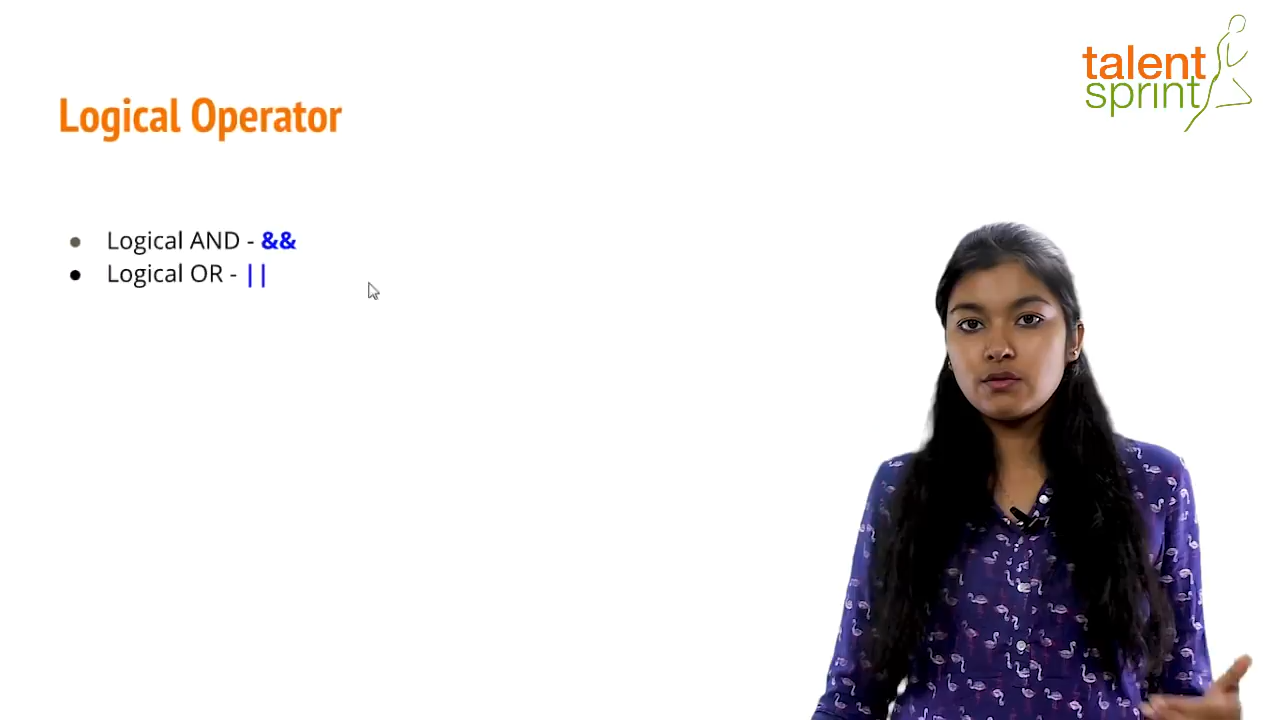 talent
sprint
Logical Operator
● Logical AND - &&
● Logical OR - ||